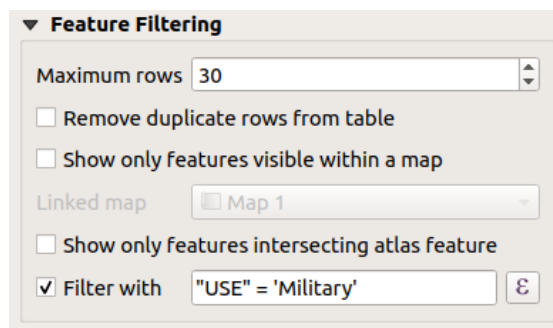 Feature Filtering
Maximum rows 30
Remove duplicate rows from table
Show only features visible within a map
Linked map Map 1
Show only features intersecting atlas feature
Filter with "USE" = 'Military' ε